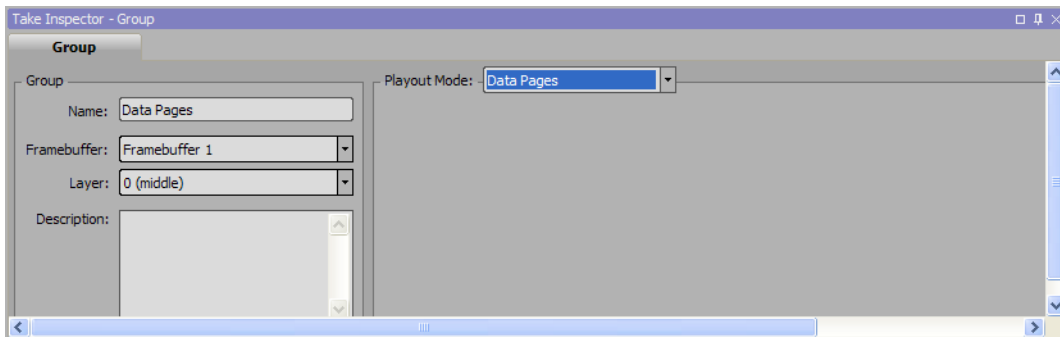 Take Inspector - Group
Group
Group
Name: Data Pages
Framebuffer: Framebuffer 1
Layer: 0 (middle)
Description:
Playout Mode: Data Pages